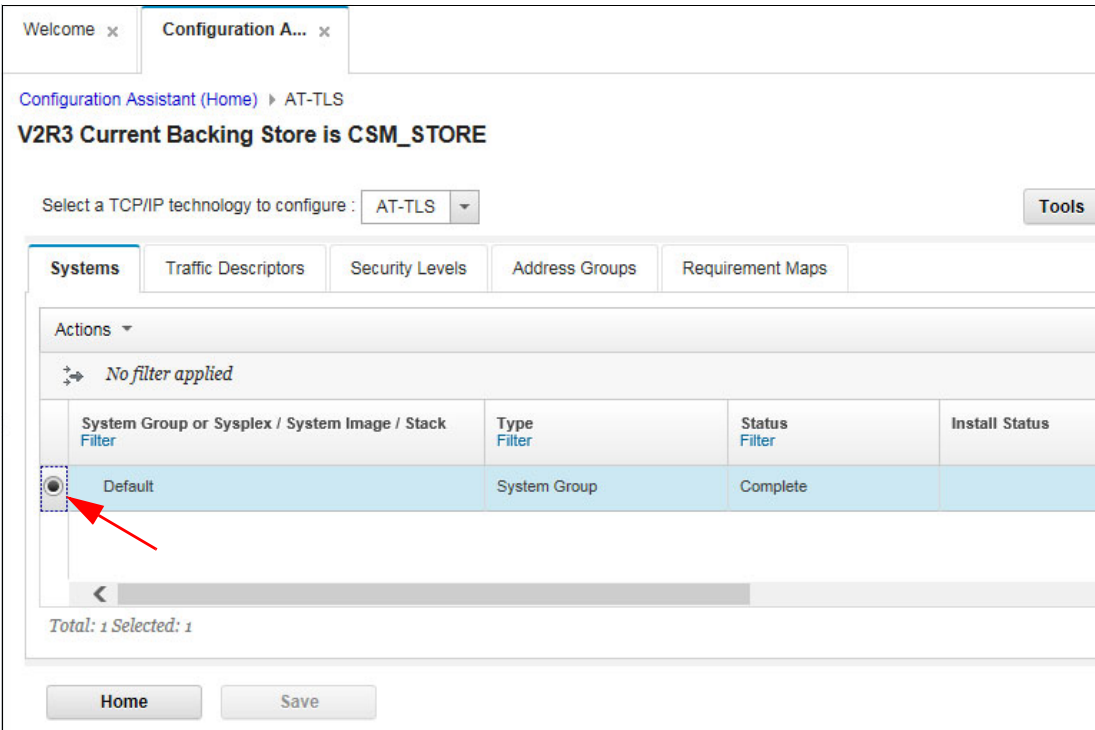 Welcome x Configuration A... x
Configuration Assistant (Home) AT-TLS
V2R3 Current Backing Store is CSM_STORE
Select a TCP/IP technology to configure : AT-TLS Tools
Systems Traffic Descriptors Security Levels Address Groups Requirement Maps
Actions
No filter applied
System Group or Sysplex / System Image / Stack Type Status Install Status
Filter Filter Filter
Default System Group Complete
Total: 1 Selected: 1
Home Save